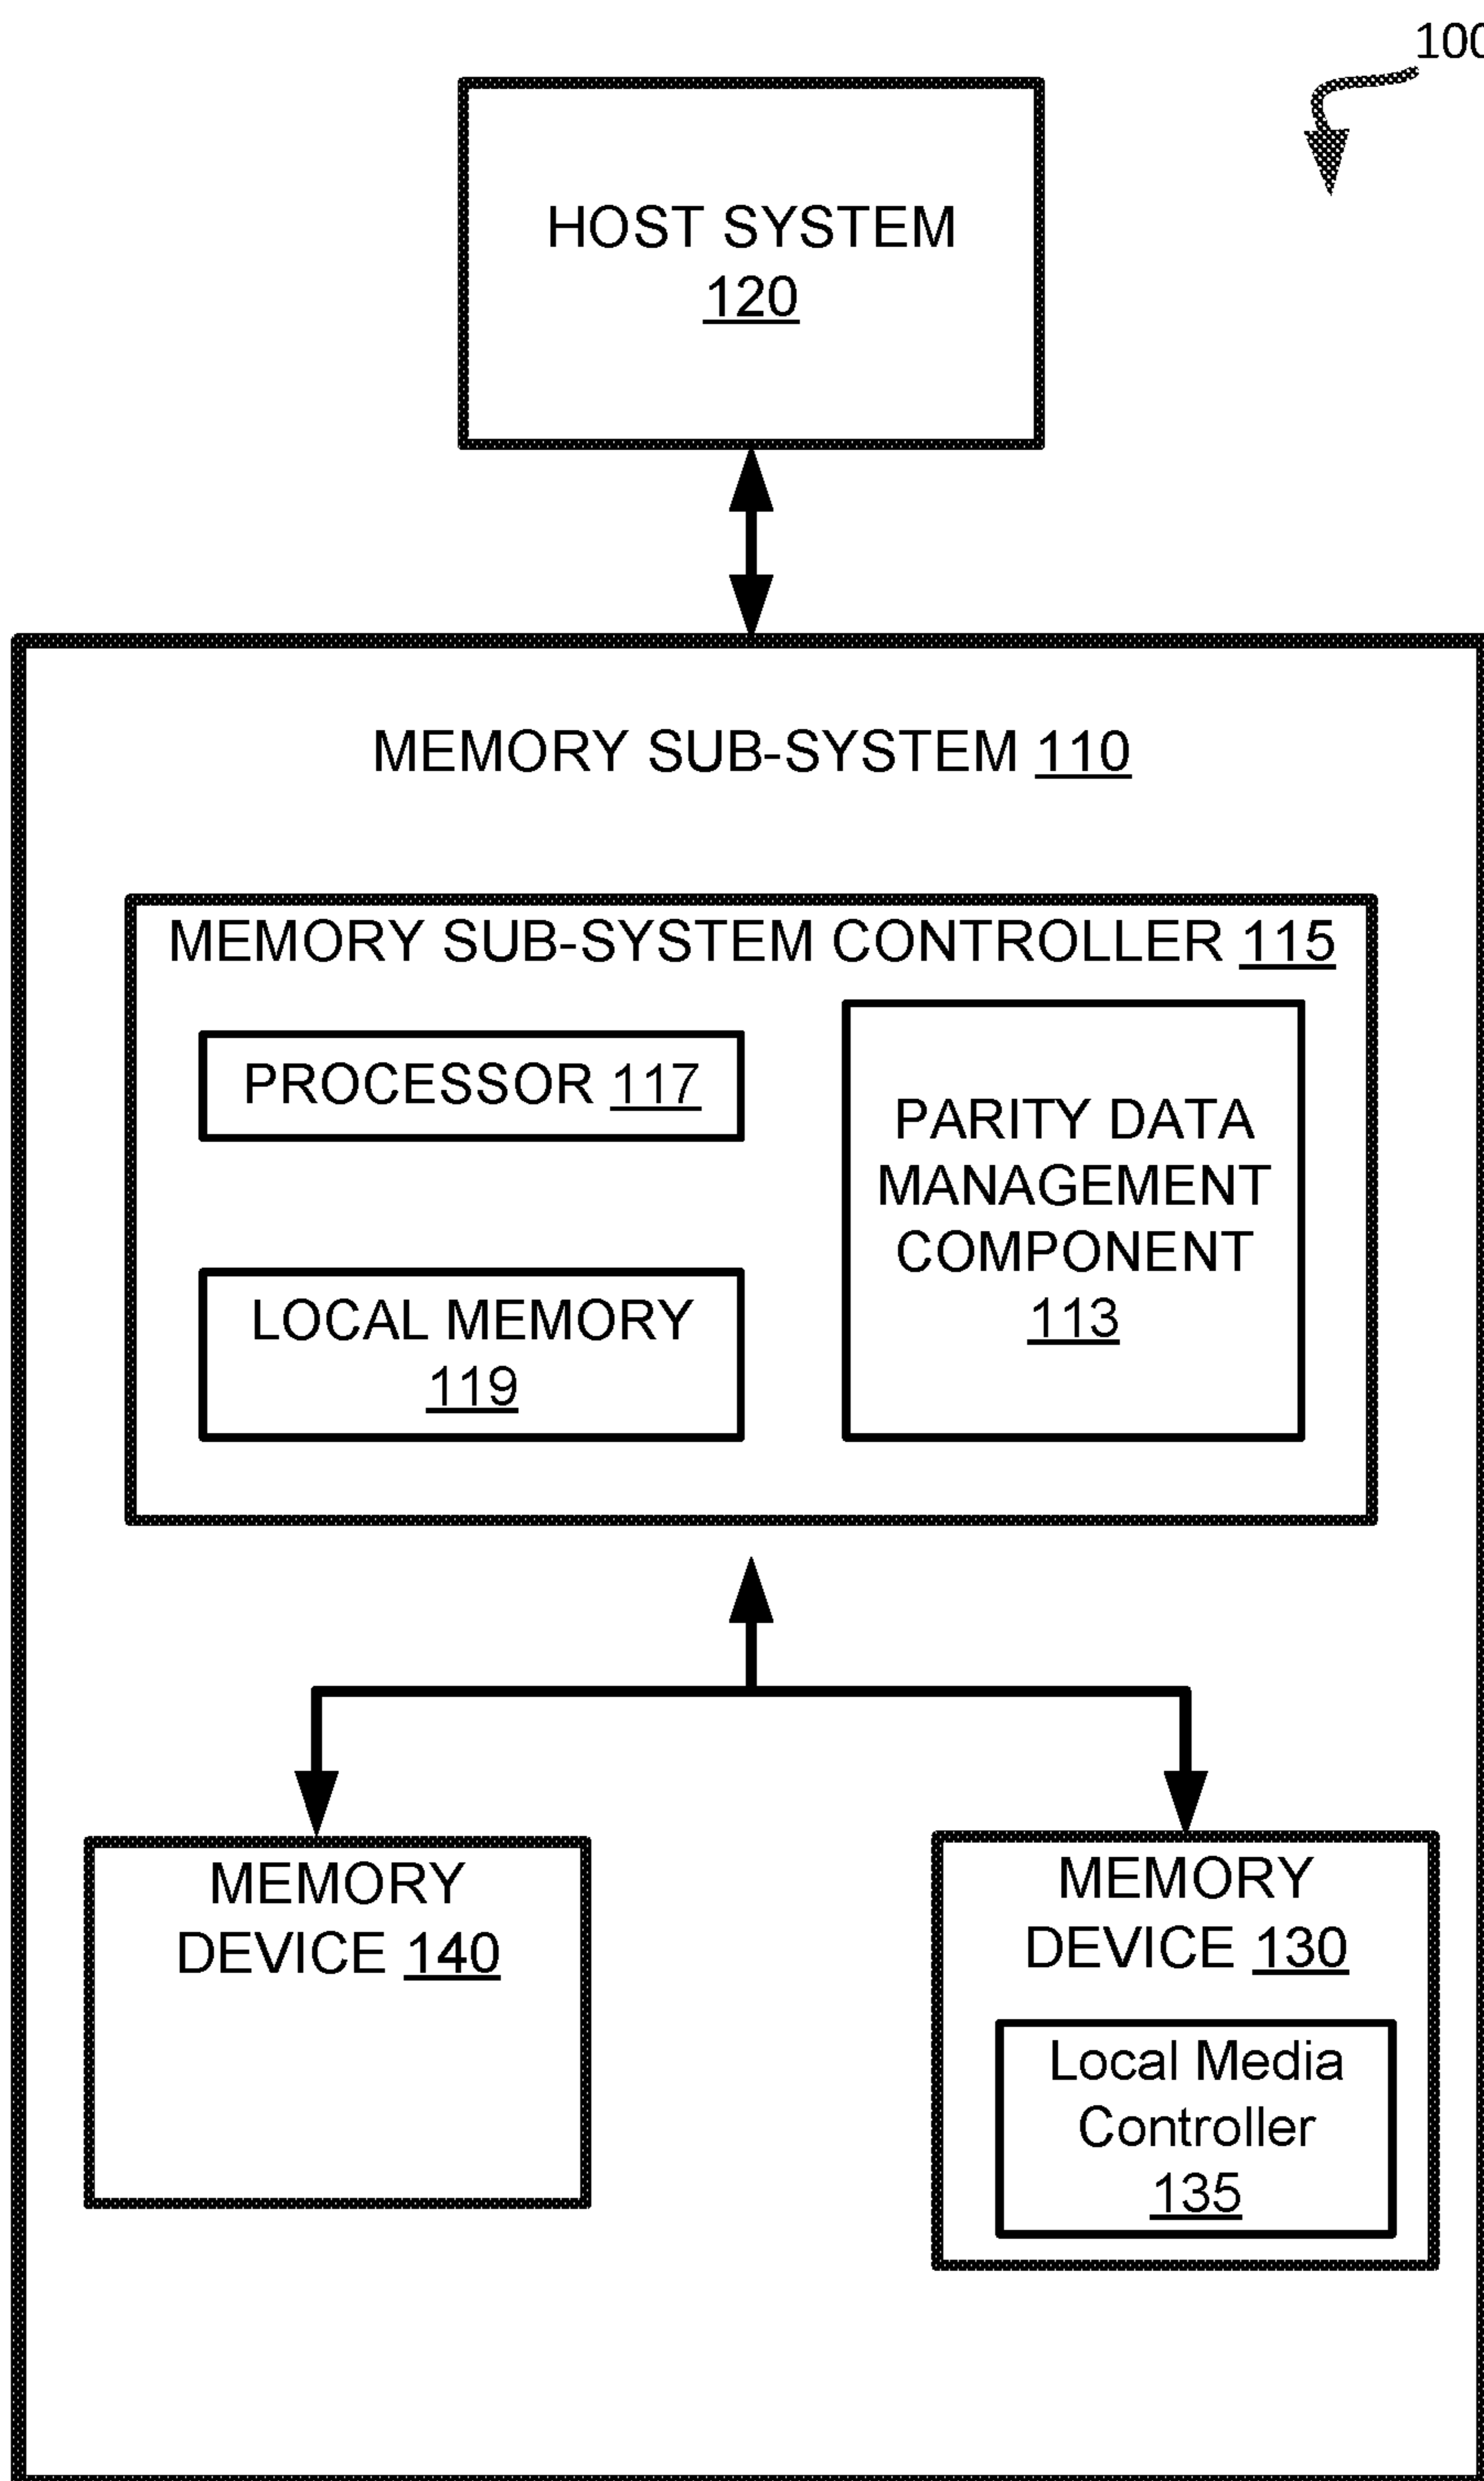 100
HOST SYSTEM
120
MEMORY SUB-SYSTEM 110
MEMORY SUB-SYSTEM CONTROLLER 115
PROCESSOR 117
PARITY DATA
MANAGEMENT
COMPONENT
113
LOCAL MEMORY
119
MEMORY
DEVICE 140
MEMORY
DEVICE 130
Local Media
Controller
135